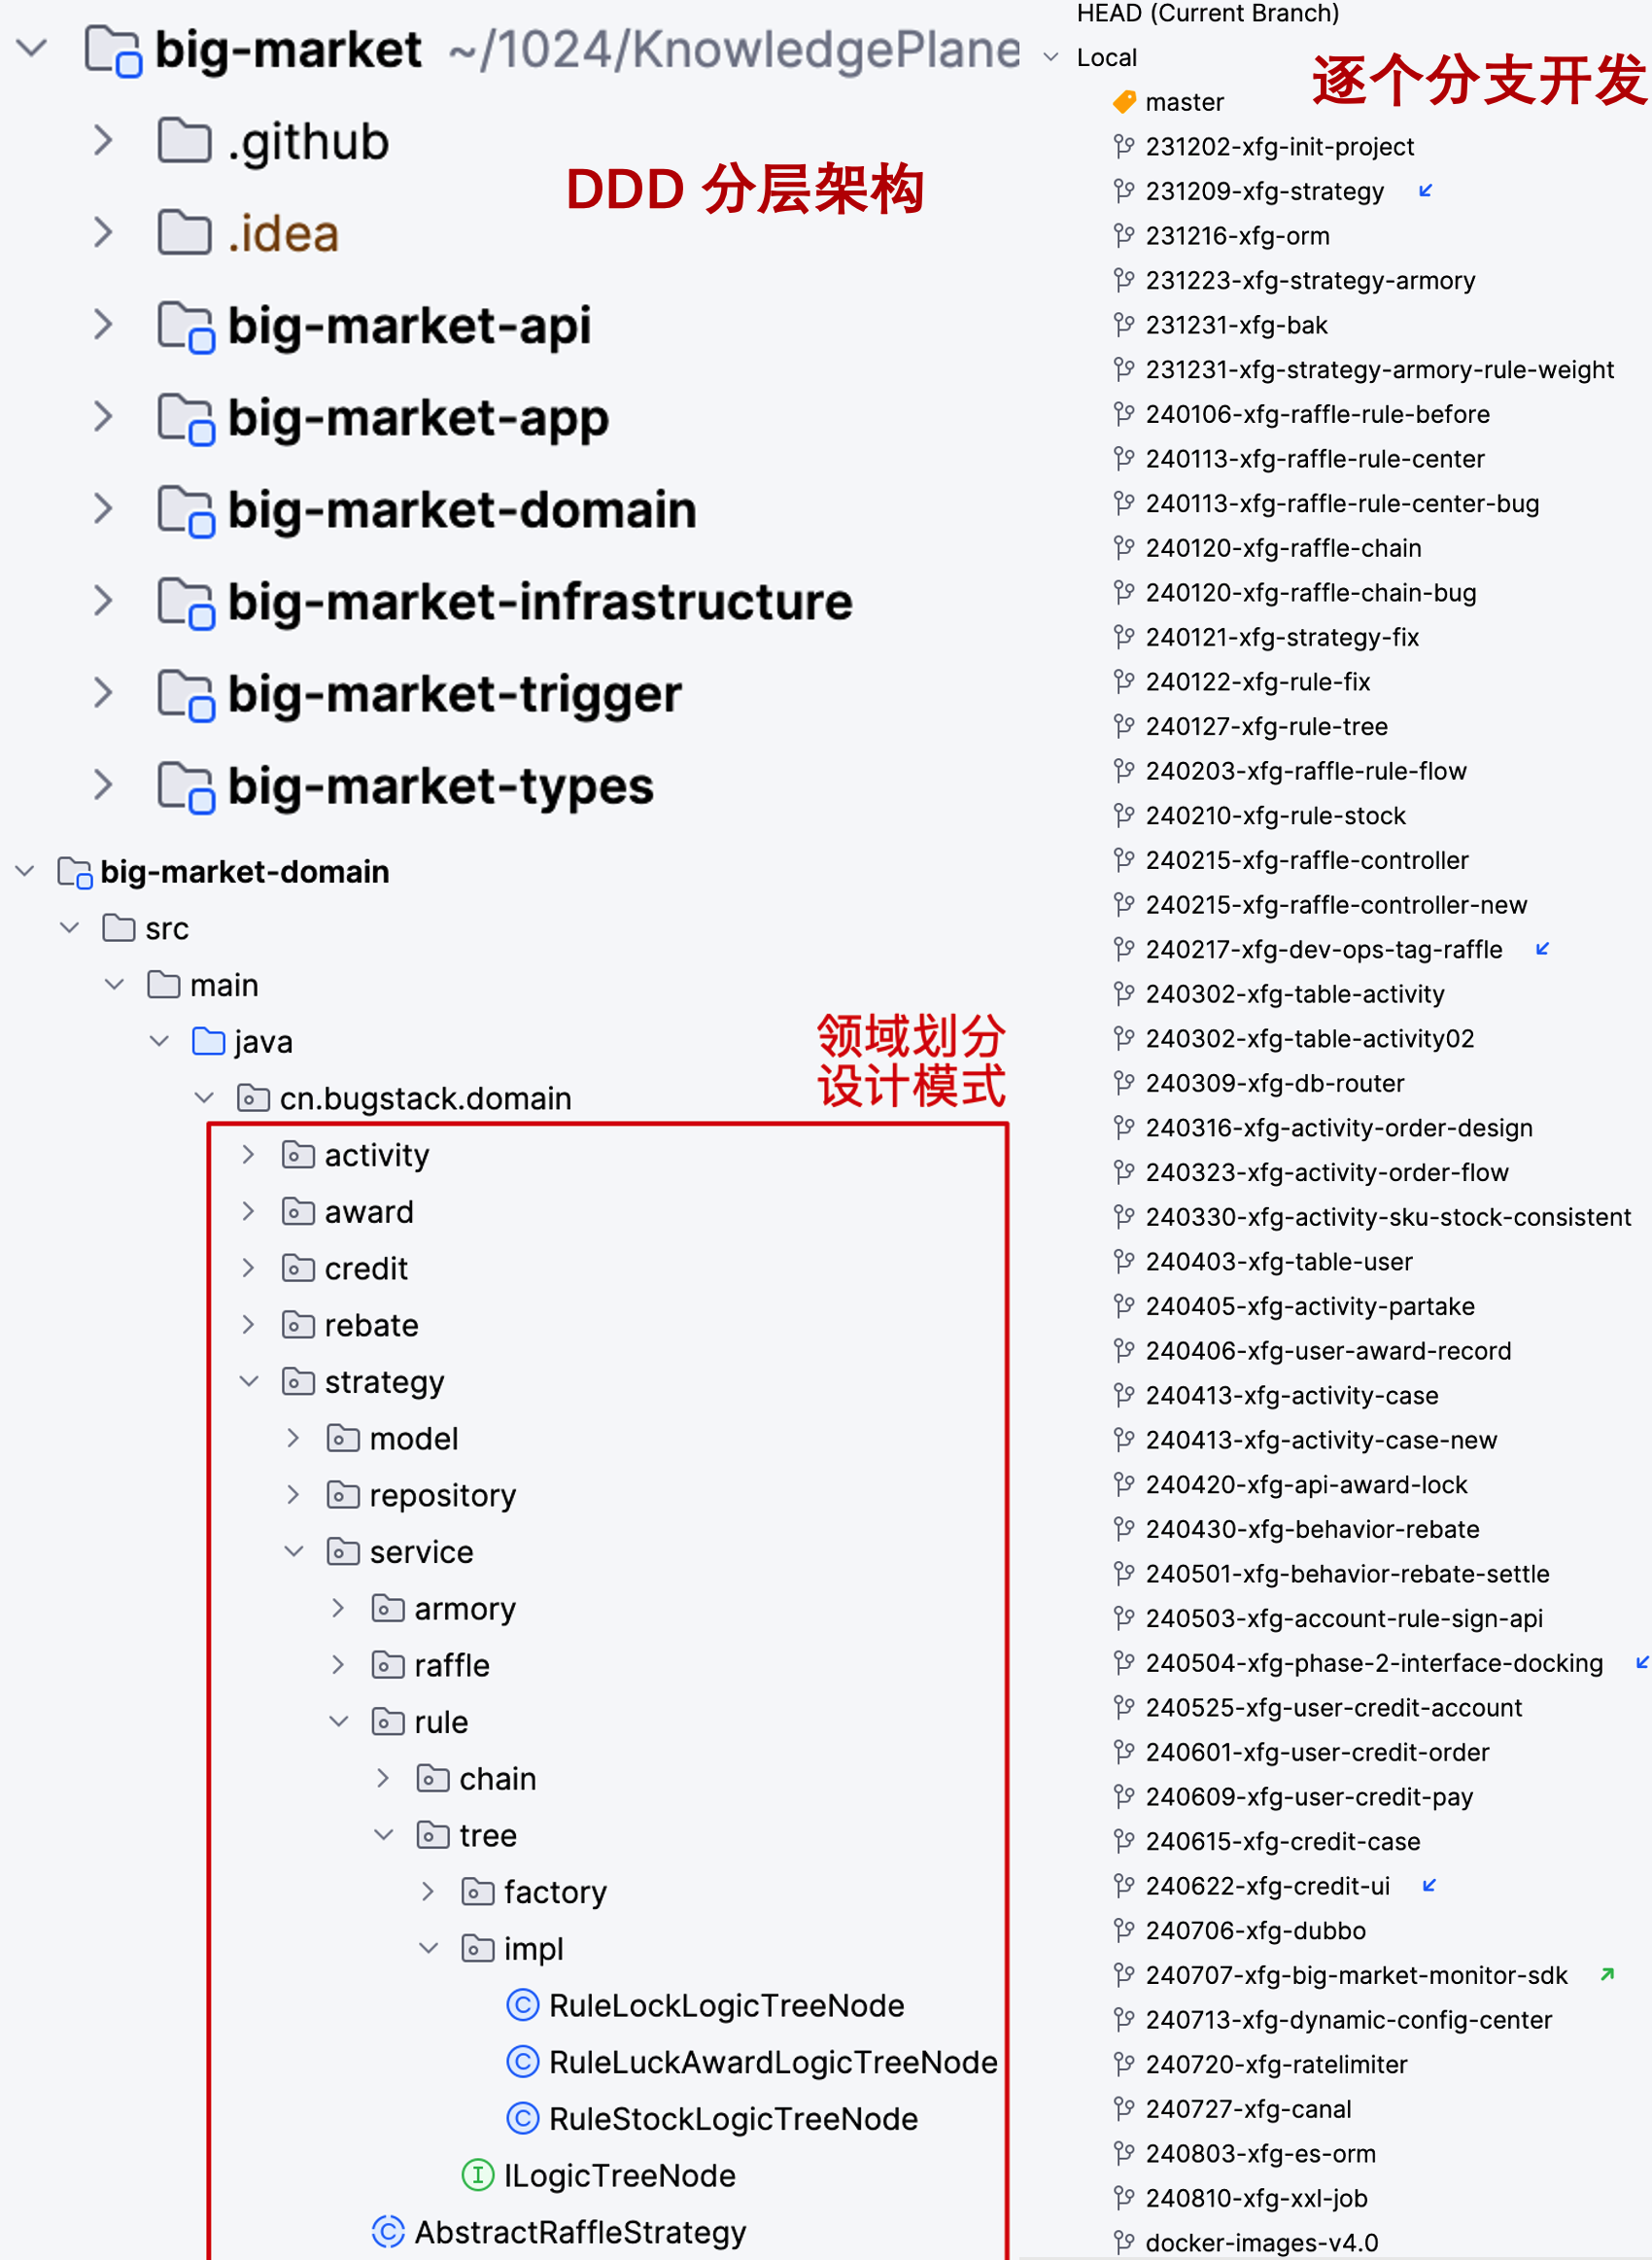 big-market ~/1024/KnowledgePlane
.github
DDD 分层架构
.idea
big-market-api
big-market-app
big-market-domain
big-market-infrastructure
big-market-trigger
big-market-types
big-market-domain
src
main
java
领域划分
设计模式
cn.bugstack.domain
activity
award
credit
rebate
strategy
model
repository
service
armory
raffle
rule
chain
tree
factory
impl
RuleLockLogicTreeNode
RuleLuckAwardLogicTreeNode
RuleStockLogicTreeNode
ILogicTreeNode
AbstractRaffleStrategy
HEAD (Current Branch)
Local
逐个分支开发
master
231202-xfg-init-project
231209-xfg-strategy
231216-xfg-orm
231223-xfg-strategy-armory
231231-xfg-bak
231231-xfg-strategy-armory-rule-weight
240106-xfg-raffle-rule-before
240113-xfg-raffle-rule-center
240113-xfg-raffle-rule-center-bug
240120-xfg-raffle-chain
240120-xfg-raffle-chain-bug
240121-xfg-strategy-fix
240122-xfg-rule-fix
240127-xfg-rule-tree
240203-xfg-raffle-rule-flow
240210-xfg-rule-stock
240215-xfg-raffle-controller
240215-xfg-raffle-controller-new
240217-xfg-dev-ops-tag-raffle
240302-xfg-table-activity
240302-xfg-table-activity02
240309-xfg-db-router
240316-xfg-activity-order-design
240323-xfg-activity-order-flow
240330-xfg-activity-sku-stock-consistent
240403-xfg-table-user
240405-xfg-activity-partake
240406-xfg-user-award-record
240413-xfg-activity-case
240413-xfg-activity-case-new
240420-xfg-api-award-lock
240430-xfg-behavior-rebate
240501-xfg-behavior-rebate-settle
240503-xfg-account-rule-sign-api
240504-xfg-phase-2-interface-docking
240525-xfg-user-credit-account
240601-xfg-user-credit-order
240609-xfg-user-credit-pay
240615-xfg-credit-case
240622-xfg-credit-ui
240706-xfg-dubbo
240707-xfg-big-market-monitor-sdk
240713-xfg-dynamic-config-center
240720-xfg-ratelimiter
240727-xfg-canal
240803-xfg-es-orm
240810-xfg-xxl-job
docker-images-v4.0